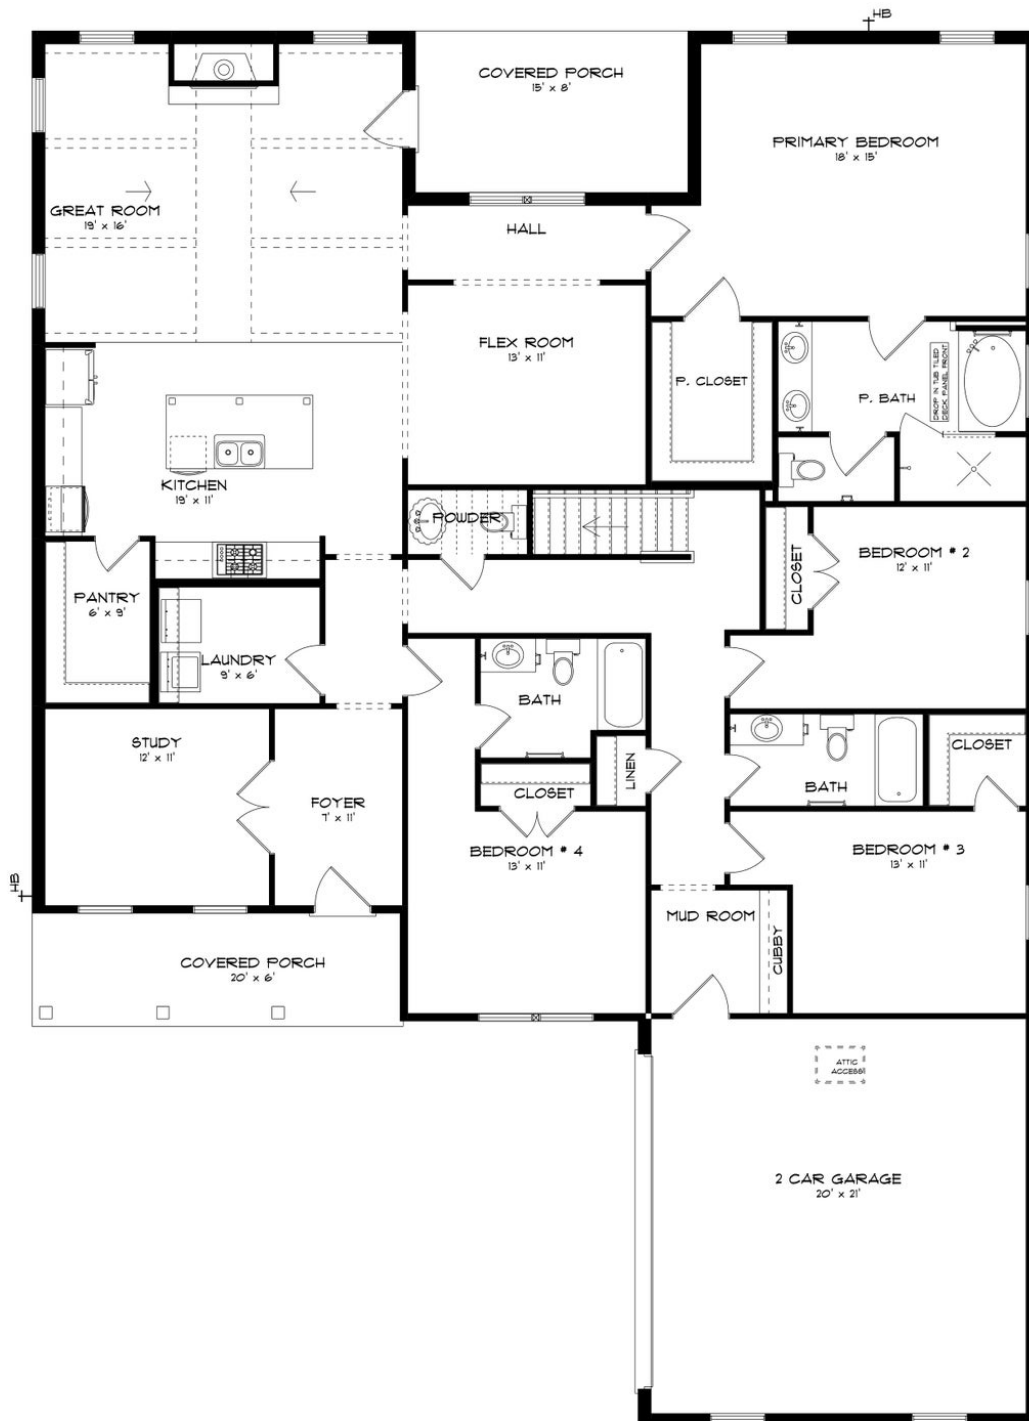 HB
COVERED PORCH
15' x 8'
PRIMARY BEDROOM
18' x 15'
GREAT ROOM
19' x 16'
HALL
FLEX ROOM
13' x 11'
P. CLOSET
DROP IN TUB TILED
DECK PANEL FRONT
P. BATH
KITCHEN
19' x 11'
POWDER
CLOSET
BEDROOM # 2
12' x 11'
PANTRY
6' x 9'
LAUNDRY
9' x 6'
BATH
STUDY
12' x 11'
CLOSET
LINEN
FOYER
7' x 11'
CLOSET
BATH
BEDROOM # 4
13' x 11'
BEDROOM # 3
13' x 11'
HB
MUD ROOM
CUBBY
COVERED PORCH
20' x 6'
ATTIC
ACCESS
2 CAR GARAGE
20' x 21'